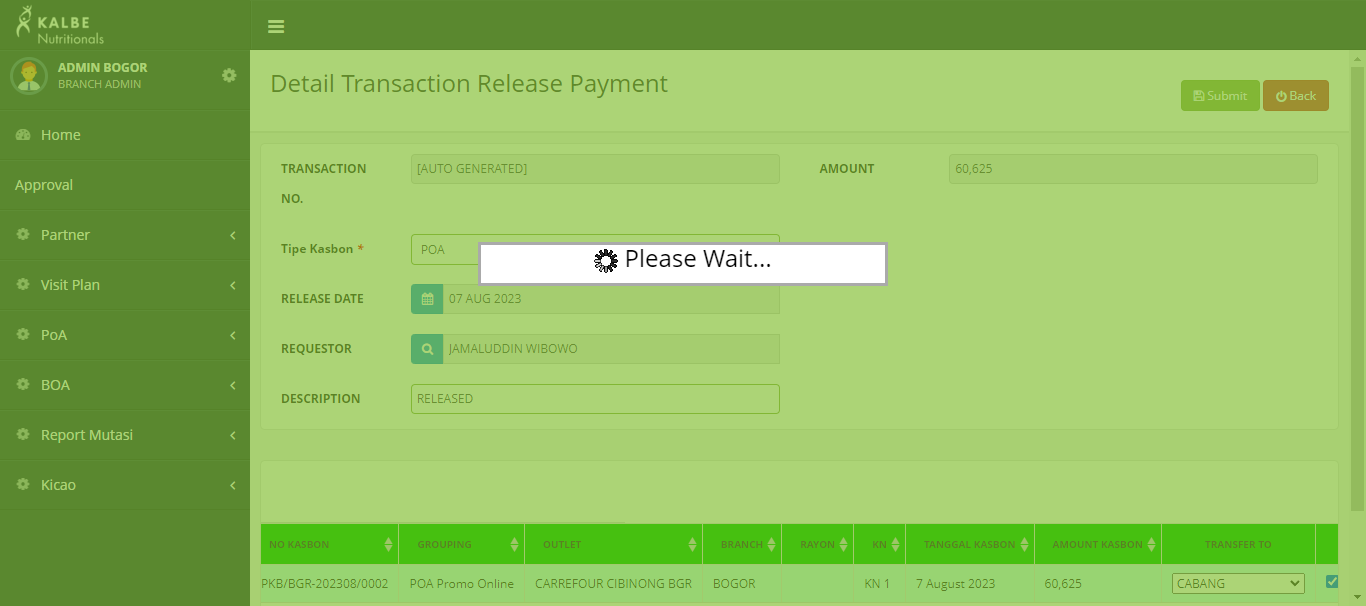 KALBE
Nutritionals
ADMIN BOGOR
BRANCH ADMIN
Home
Approval
Partner
Visit Plan
PoA
BOA
Report Mutasi
Kicao
Detail Transaction Release Payment
Submit Back
TRANSACTION NO. [AUTO GENERATED] AMOUNT 60,625
Tipe Kasbon * POA
Please Wait...
RELEASE DATE 07 AUG 2023
REQUESTOR JAMALUDDIN WIBOWO
DESCRIPTION RELEASED
NO KASBON GROUPING OUTLET BRANCH RAYON KN TANGGAL KASBON AMOUNT KASBON TRANSFER TO
PKB/BGR-202308/0002 POA Promo Online CARREFOUR CIBINONG BGR BOGOR KN 1 7 August 2023 60,625 CABANG